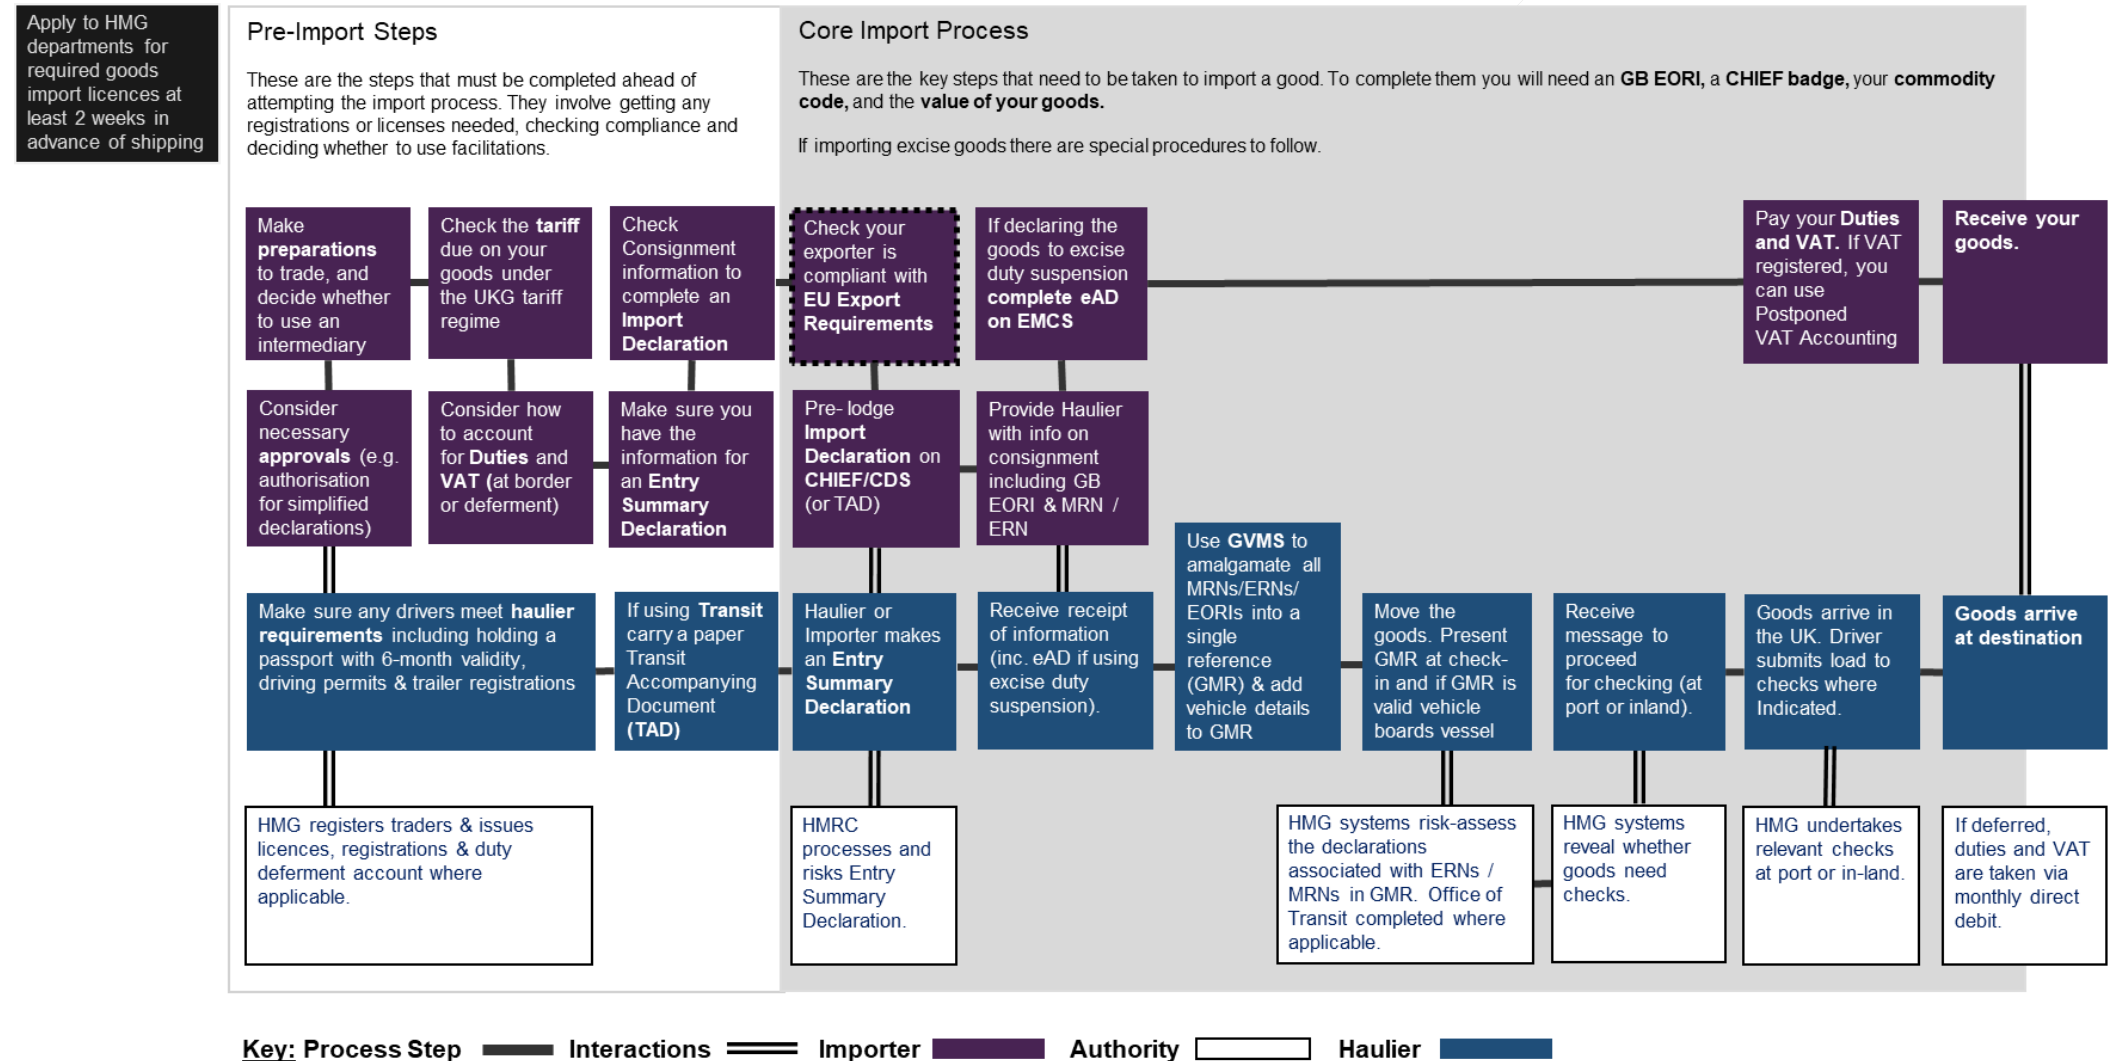 Apply to HMG
departments for
required goods
import licences at
least 2 weeks in
advance of shipping
Pre-Import Steps
These are the steps that must be completed ahead of
attempting the import process. They involve getting any
registrations or licenses needed, checking compliance and
deciding whether to use facilitations.
Core Import Process
These are the key steps that need to be taken to import a good. To complete them you will need an GB EORI, a CHIEF badge, your commodity
code, and the value of your goods.
If importing excise goods there are special procedures to follow.
Make
preparations
to trade, and
decide whether
to use an
intermediary
Check the tariff
due on your
goods under
the UKG tariff
regime
Check
Consignment
information to
complete an
Import
Declaration
Check your
exporter is
compliant with
EU Export
Requirements
If declaring the
goods to excise
duty suspension
complete eAD
on EMCS
Pay your Duties
and VAT. If VAT
registered, you
can use
Postponed
VAT Accounting
Receive your
goods.
Consider
necessary
approvals (e.g.
authorisation
for simplified
declarations)
Consider how
to account
for Duties and
VAT (at border
or deferment)
Make sure you
have the
information for
an Entry
Summary
Declaration
Pre- lodge
Import
Declaration on
CHIEF/CDS
(or TAD)
Provide Haulier
with info on
consignment
including GB
EORI & MRN /
ERN
Make sure any drivers meet haulier
requirements including holding a
passport with 6-month validity,
driving permits & trailer registrations
If using Transit
carry a paper
Transit
Accompanying
Document
(TAD)
Haulier or
Importer makes
an Entry
Summary
Declaration
Receive receipt
of information
(inc. eAD if using
excise duty
suspension).
Use GVMS to
amalgamate all
MRNs/ERNs/
EORIs into a
single
reference
(GMR) & add
vehicle details
to GMR
Move the
goods. Present
GMR at check-
in and if GMR is
valid vehicle
boards vessel
Receive
message to
proceed
for checking (at
port or inland).
Goods arrive in
the UK. Driver
submits load to
checks where
Indicated.
Goods arrive
at destination
HMG registers traders & issues
licences, registrations & duty
deferment account where
applicable.
HMRC
processes and
risks Entry
Summary
Declaration.
HMG systems risk-assess
the declarations
associated with ERNs /
MRNs in GMR. Office of
Transit completed where
applicable.
HMG systems
reveal whether
goods need
checks.
HMG undertakes
relevant checks
at port or in-land.
If deferred,
duties and VAT
are taken via
monthly direct
debit.
Key: Process Step Interactions Importer Authority Haulier